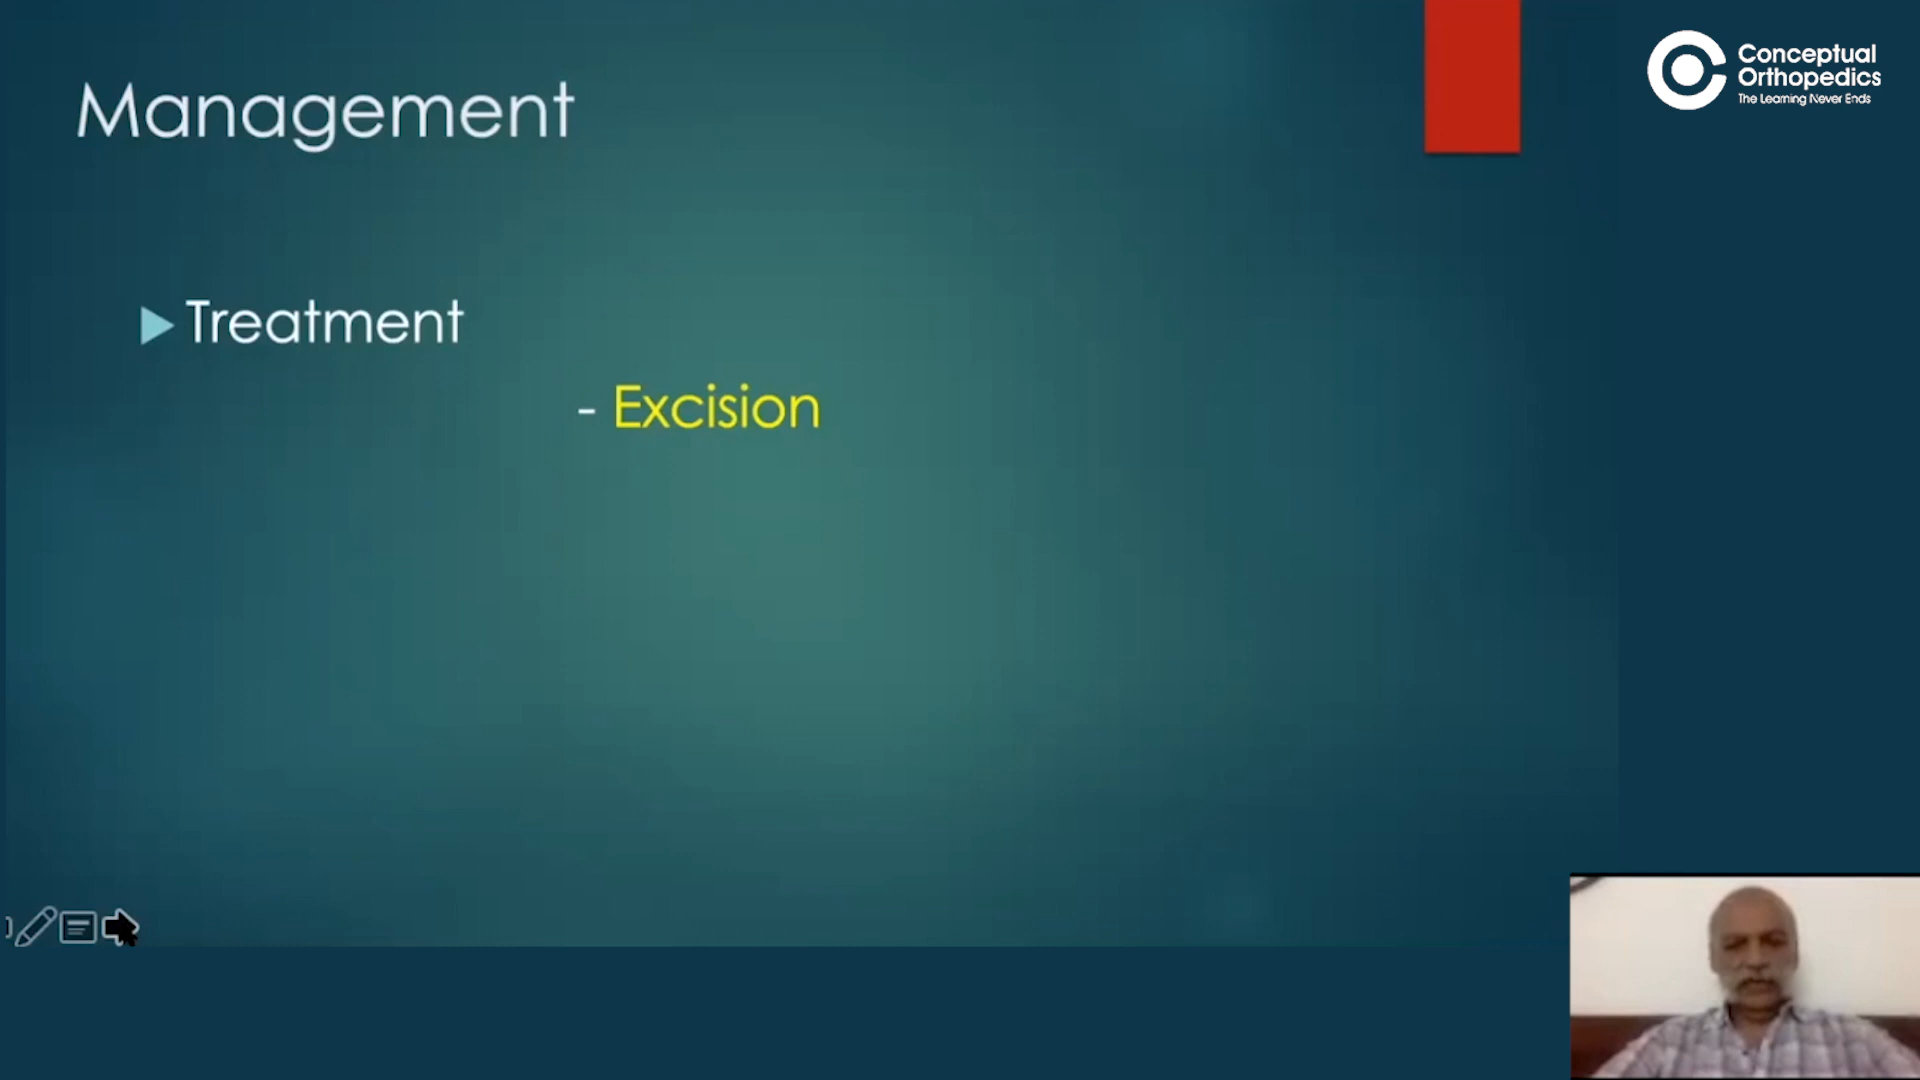 Management
Conceptual
Orthopedics
The Learning Never Ends
Treatment
- Excision